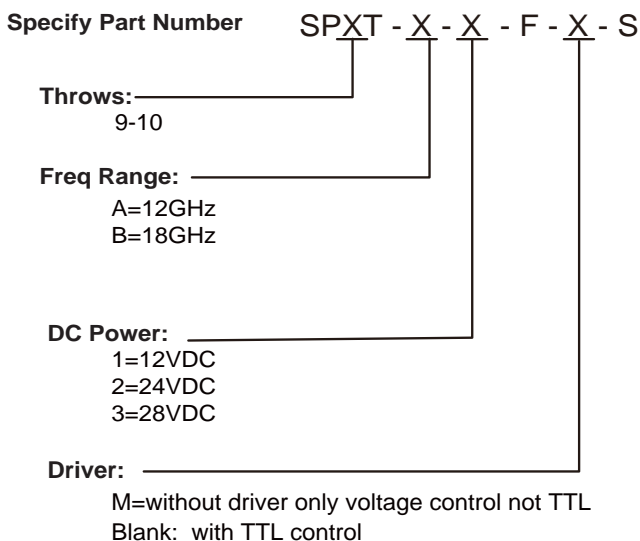 Specify Part Number SPXT - X - X - F - X - S
Throws:
9-10
Freq Range:
A=12GHz
B=18GHz
DC Power:
1=12VDC
2=24VDC
3=28VDC
Driver:
M=without driver only voltage control not TTL
Blank: with TTL control